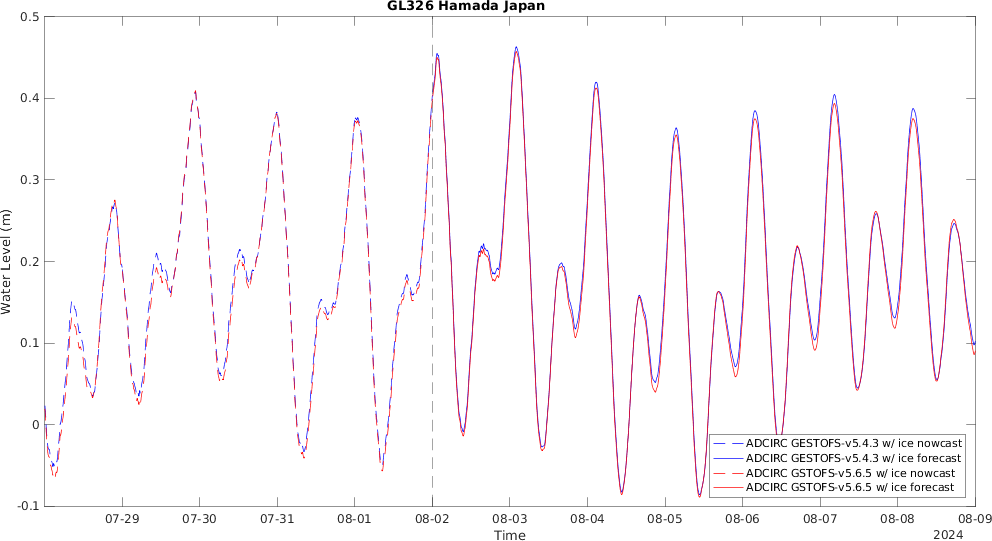 GL326 Hamada Japan
0.5
0.4
0.3
0.2
0.1
0
-0.1
Water Level (m)
ADCIRC GESTOFS-v5.4.3 w/ ice nowcast
ADCIRC GESTOFS-v5.4.3 w/ ice forecast
ADCIRC GSTOFS-v5.6.5 w/ ice nowcast
ADCIRC GSTOFS-v5.6.5 w/ ice forecast
07-29 07-30 07-31 08-01 08-02 08-03 08-04 08-05 08-06 08-07 08-08 08-09
Time
2024